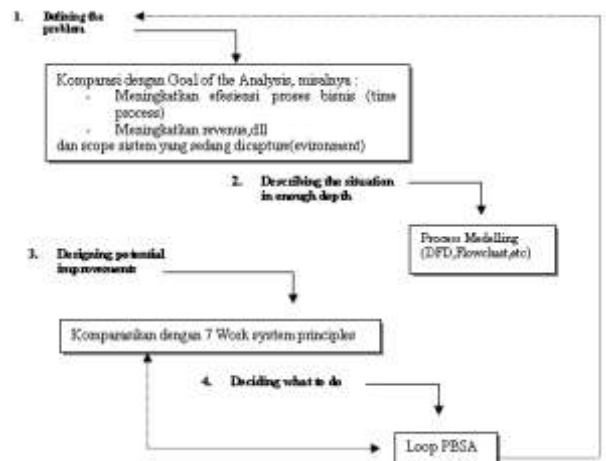 1. Defining the
problem
Komparasi dengan Goal of the Analysis, misalnya :
- Meningkatkan efesiensi proses bisnis (time
process)
- Meningkatkan revenue,dll
dan scope sistem yang sedang dicapture(evironment)
2. Describing the situation
in enough depth
Process Modelling
(DFD,Flowchart,etc)
3. Designing potential
improvements
Komparasikan dengan 7 Work system principles
4. Deciding what to do
Loop PBSA